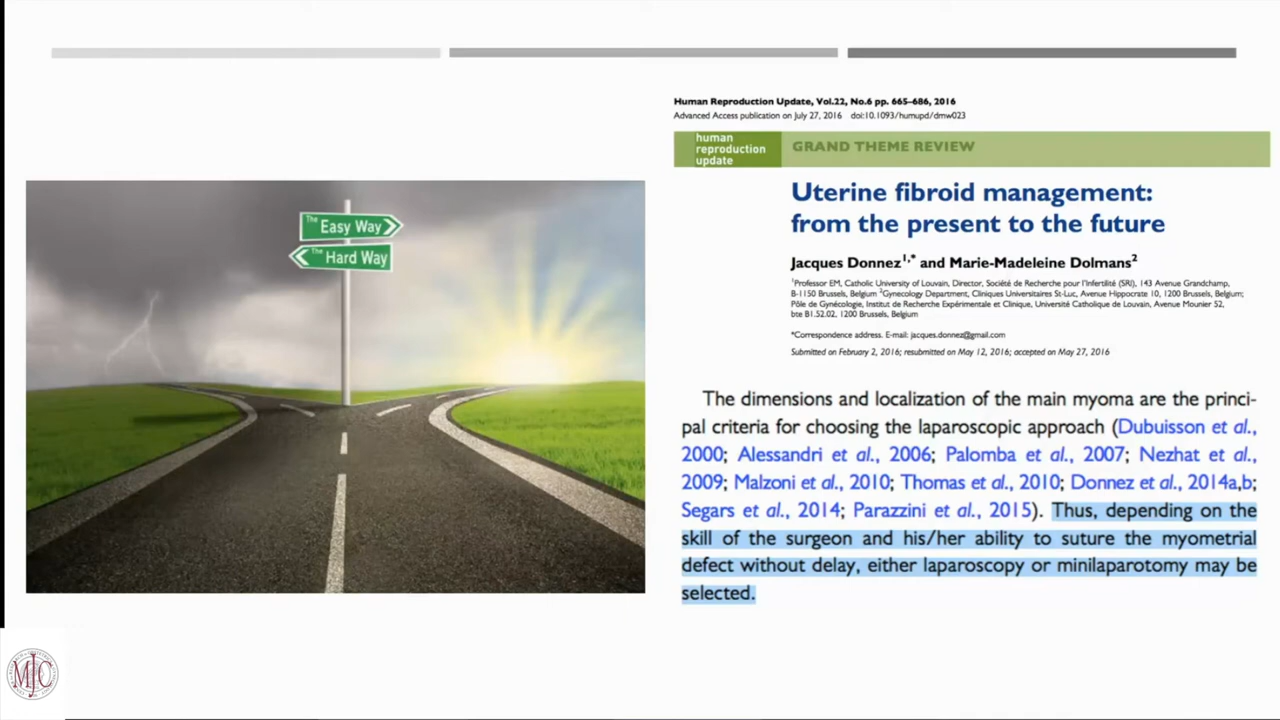 The Easy Way
The Hard Way
Human Reproduction Update, Vol.22, No.6 pp. 665–686, 2016
Advanced Access publication on July 27, 2016 doi:10.1093/humupd/dmw023
human
reproduction
update
GRAND THEME REVIEW
Uterine fibroid management:
from the present to the future
Jacques Donnez1,* and Marie-Madeleine Dolmans2
1Professor EM, Catholic University of Louvain, Director, Société de Recherche pour l'Infertilité (SRI), 143 Avenue Grandchamp,
B-1150 Brussels, Belgium 2Gynecology Department, Cliniques Universitaires St-Luc, Avenue Hippocrate 10, 1200 Brussels, Belgium;
Pôle de Gynécologie, Institut de Recherche Expérimentale et Clinique, Université Catholique de Louvain, Avenue Mounier 52,
bte B1.52.02, 1200 Brussels, Belgium
*Correspondence address. E-mail: jacques.donnez@gmail.com
Submitted on February 2, 2016; resubmitted on May 12, 2016; accepted on May 27, 2016
The dimensions and localization of the main myoma are the princi-
pal criteria for choosing the laparoscopic approach (Dubuisson et al.,
2000; Alessandri et al., 2006; Palomba et al., 2007; Nezhat et al.,
2009; Malzoni et al., 2010; Thomas et al., 2010; Donnez et al., 2014a,b;
Segars et al., 2014; Parazzini et al., 2015). Thus, depending on the
skill of the surgeon and his/her ability to suture the myometrial
defect without delay, either laparoscopy or minilaparotomy may be
selected.
MJC